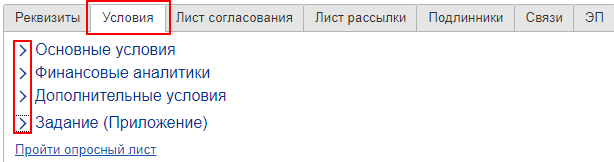 Реквизиты Условия Лист согласования Лист рассылки Подлинники Связи ЭП
Основные условия
Финансовые аналитики
Дополнительные условия
Задание (Приложение)
Пройти опросный лист